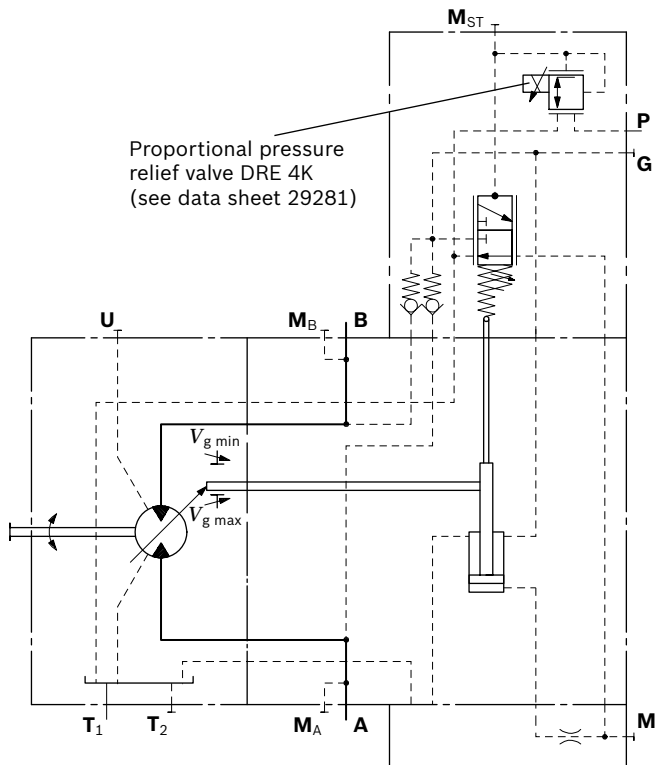 M_ST
P
Proportional pressure
relief valve DRE 4K
(see data sheet 29281)
G
U
M_B
B
V_g min
V_g max
T_1
T_2
M_A
A
M